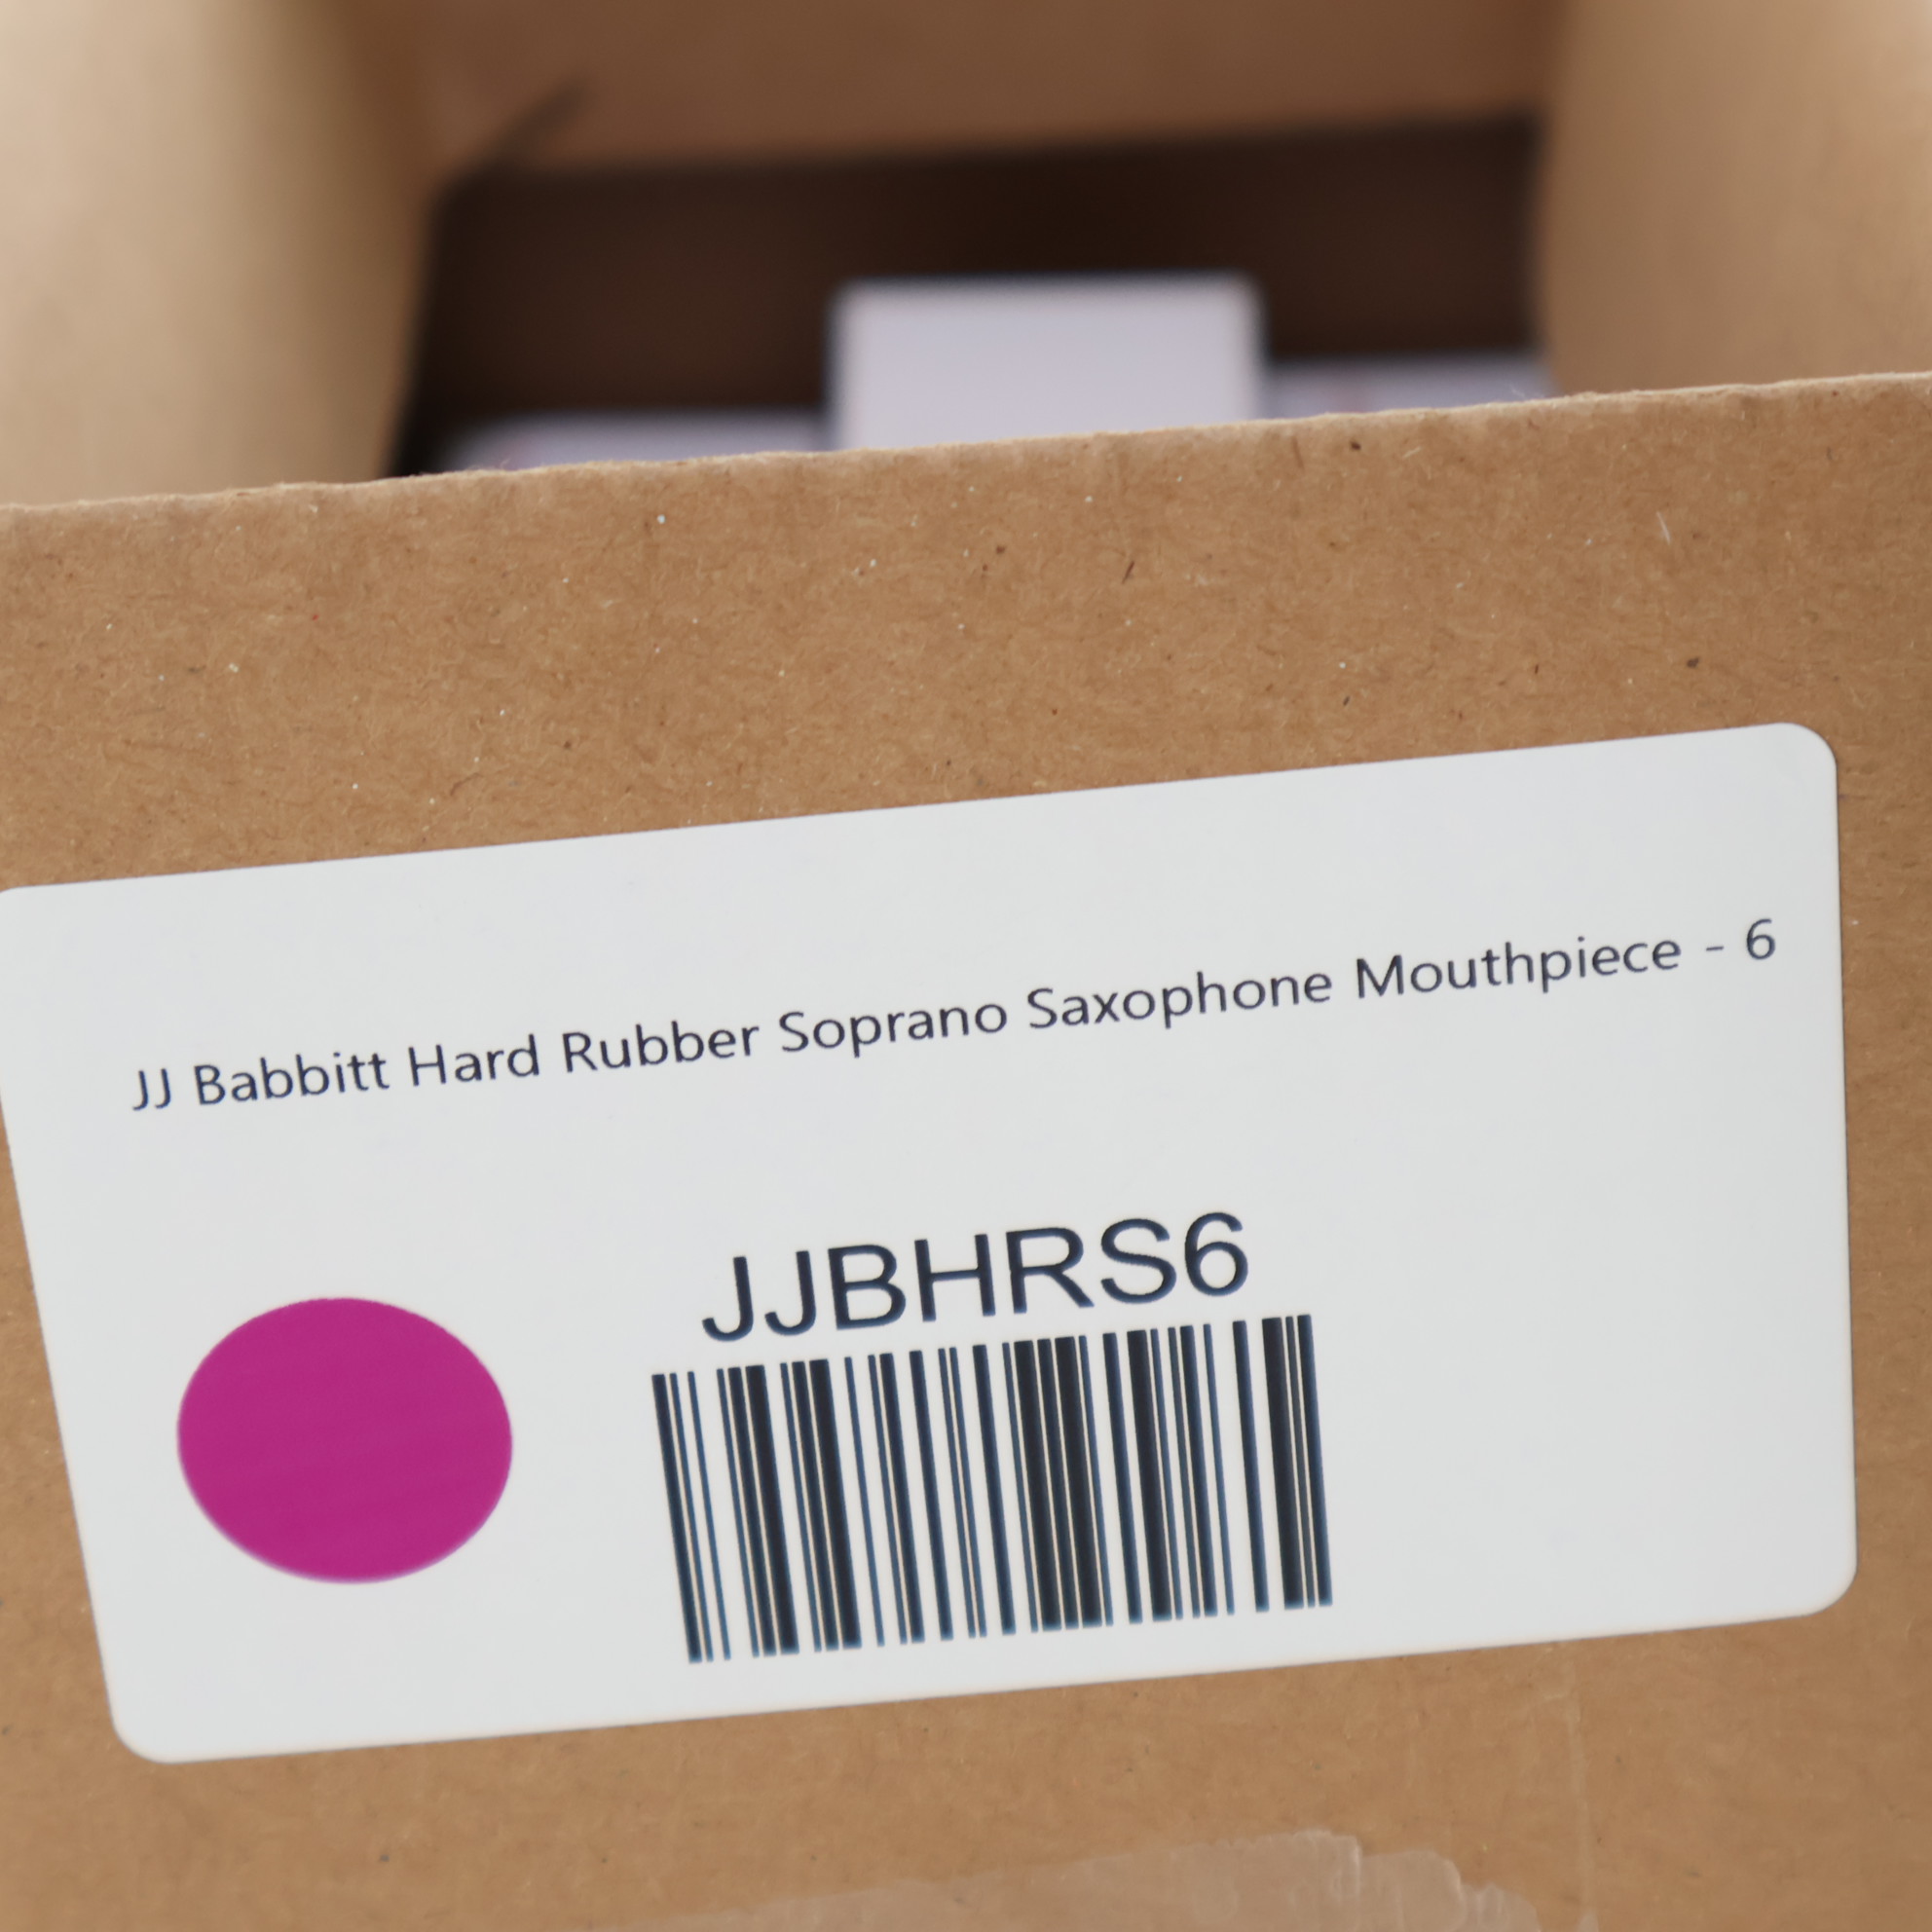 JJ Babbitt Hard Rubber Soprano Saxophone Mouthpiece - 6
JJBHRS6